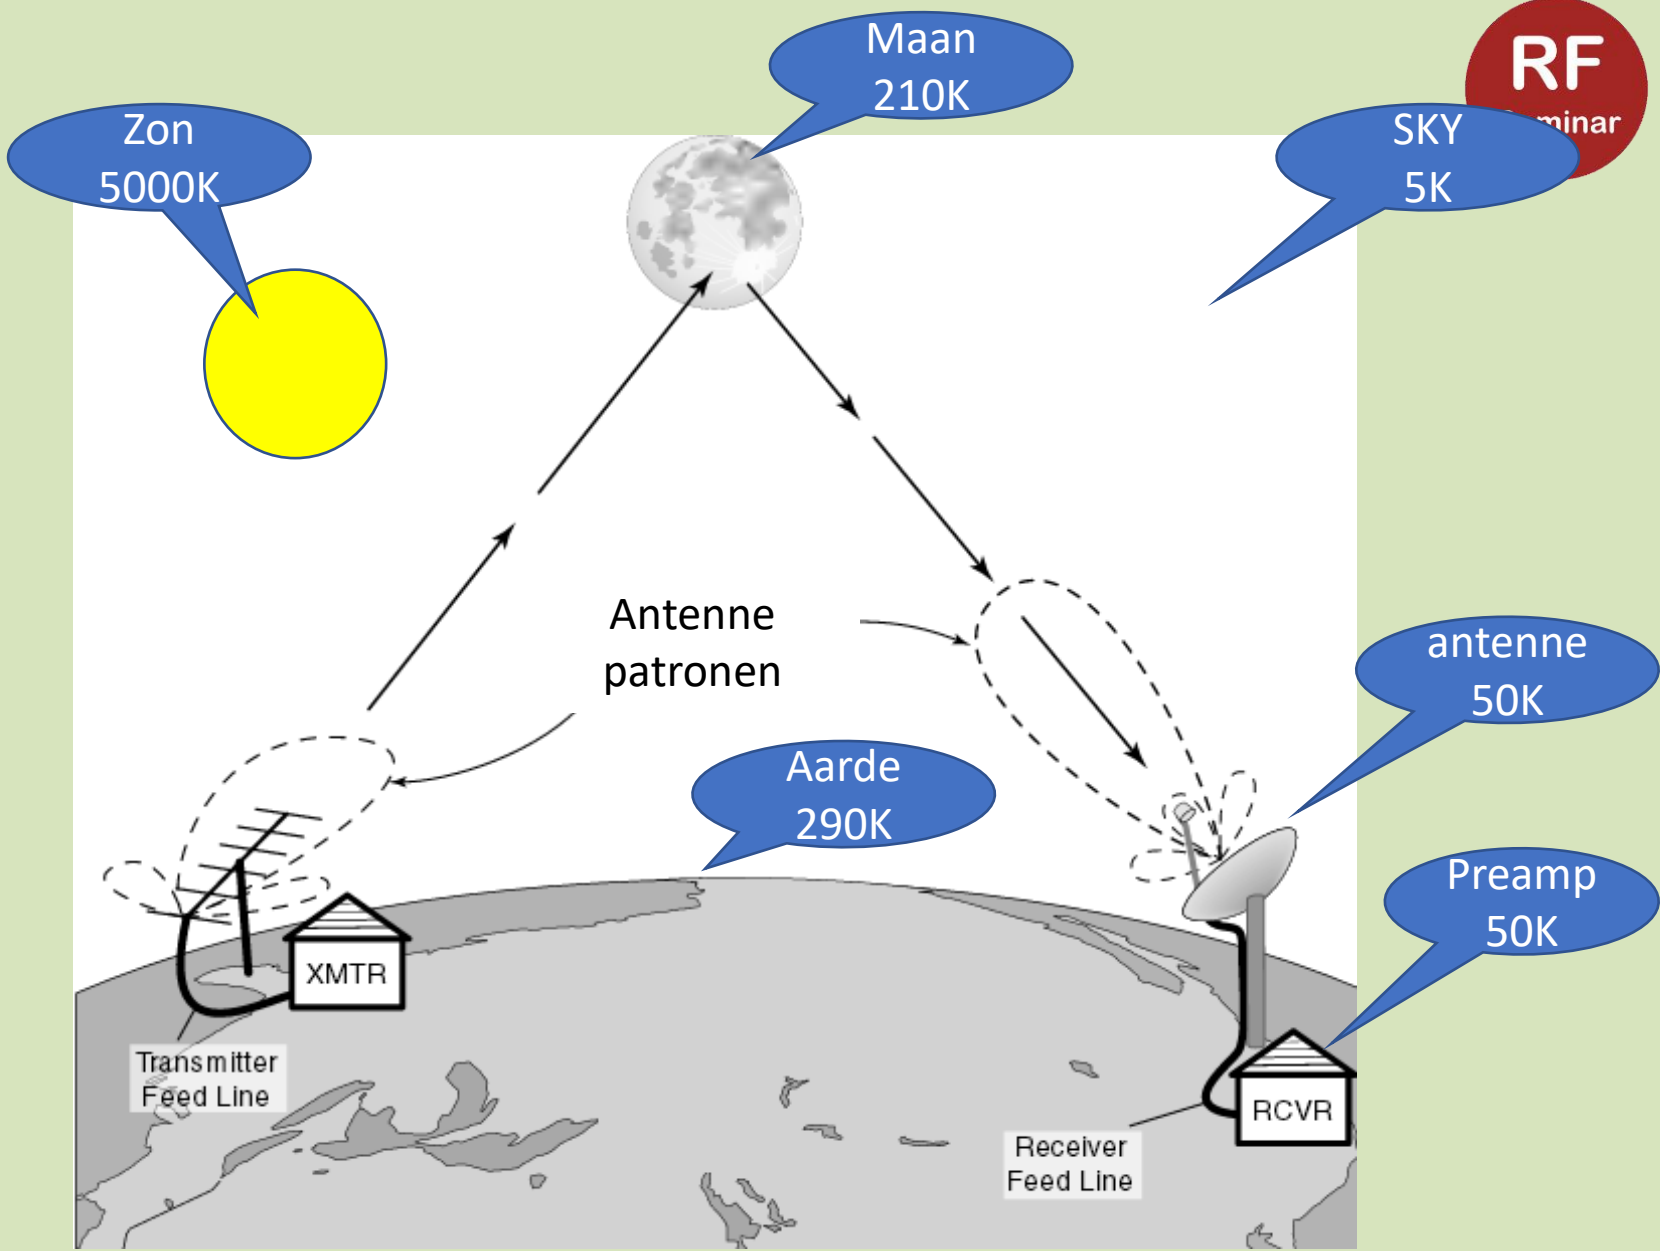 Maan
210K
RF
minar
Zon
5000K
SKY
5K
Antenne
patronen
antenne
50K
Aarde
290K
Preamp
50K
XMTR
Transmitter
Feed Line
RCVR
Receiver
Feed Line